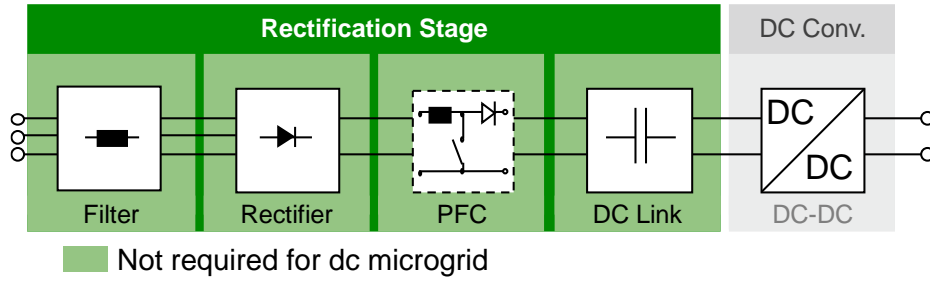 Rectification Stage
DC Conv.
DC
DC
Filter
Rectifier
PFC
DC Link
DC-DC
Not required for dc microgrid